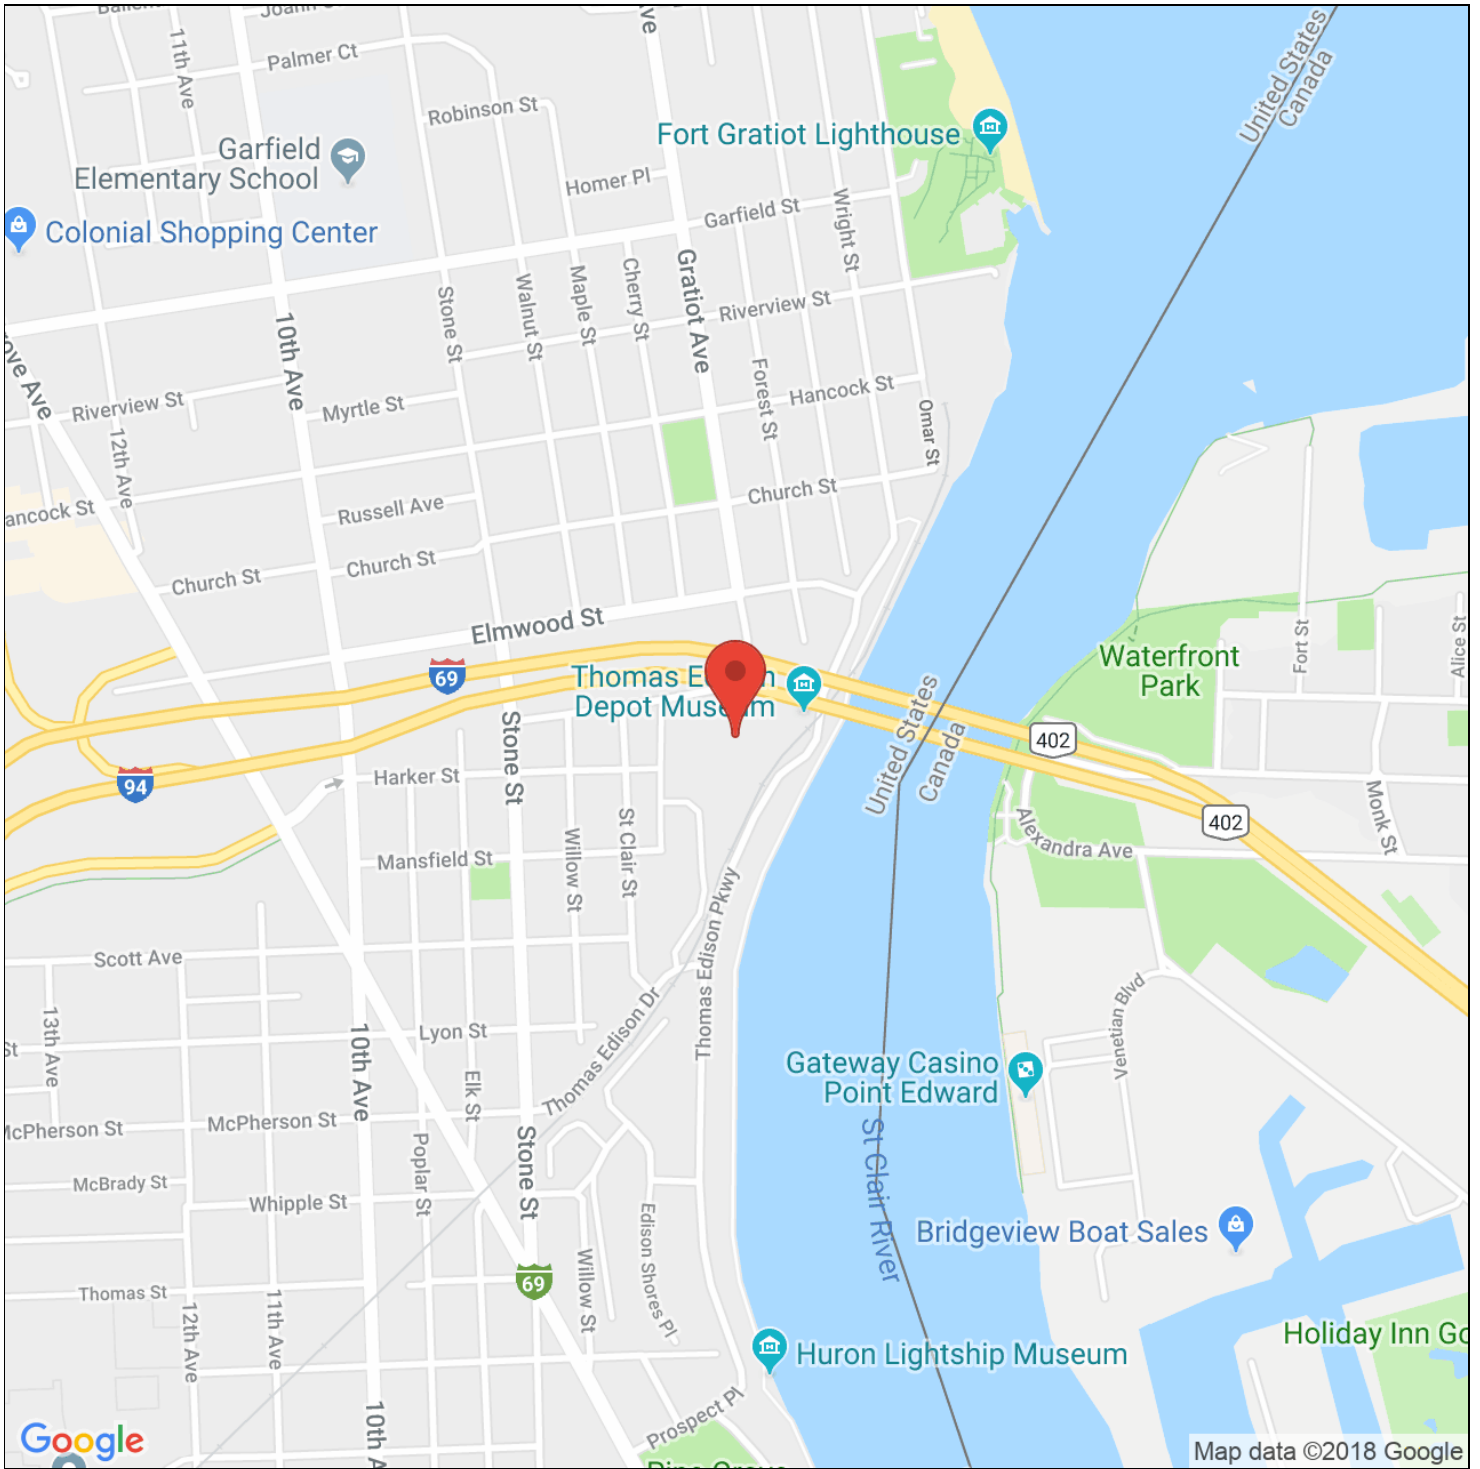 11th Ave
Palmer Ct
Robinson St
Fort Gratiot Lighthouse
United States
Canada
Garfield
Elementary School
Homer Pl
Garfield St
Wright St
Colonial Shopping Center
Gratiot Ave
Stone St
Walnut St
Maple St
Cherry St
Riverview St
10th Ave
Forest St
Hancock St
Riverview St
Myrtle St
Omar St
12th Ave
Church St
Russell Ave
Church St
Church St
Elmwood St
Fort St
Alice St
Waterfront
Park
69
Thomas
Depot Museum
United States
Canada
402
Stone St
94
Harker St
402
Monk St
St Clair St
Willow St
Alexandra Ave
Mansfield St
Thomas Edison Pkwy
Scott Ave
Venetian Blvd
Thomas Edison Dr
13th Ave
Lyon St
10th Ave
Elk St
Gateway Casino
Point Edward
McPherson St
McPherson St
Poplar St
Stone St
St Clair River
McBrady St
Whipple St
Edison Shores Pl
Bridgeview Boat Sales
Willow St
69
Thomas St
12th Ave
11th Ave
Huron Lightship Museum
Holiday Inn
10th
Prospect Pl
Google
Map data ©2018 Google